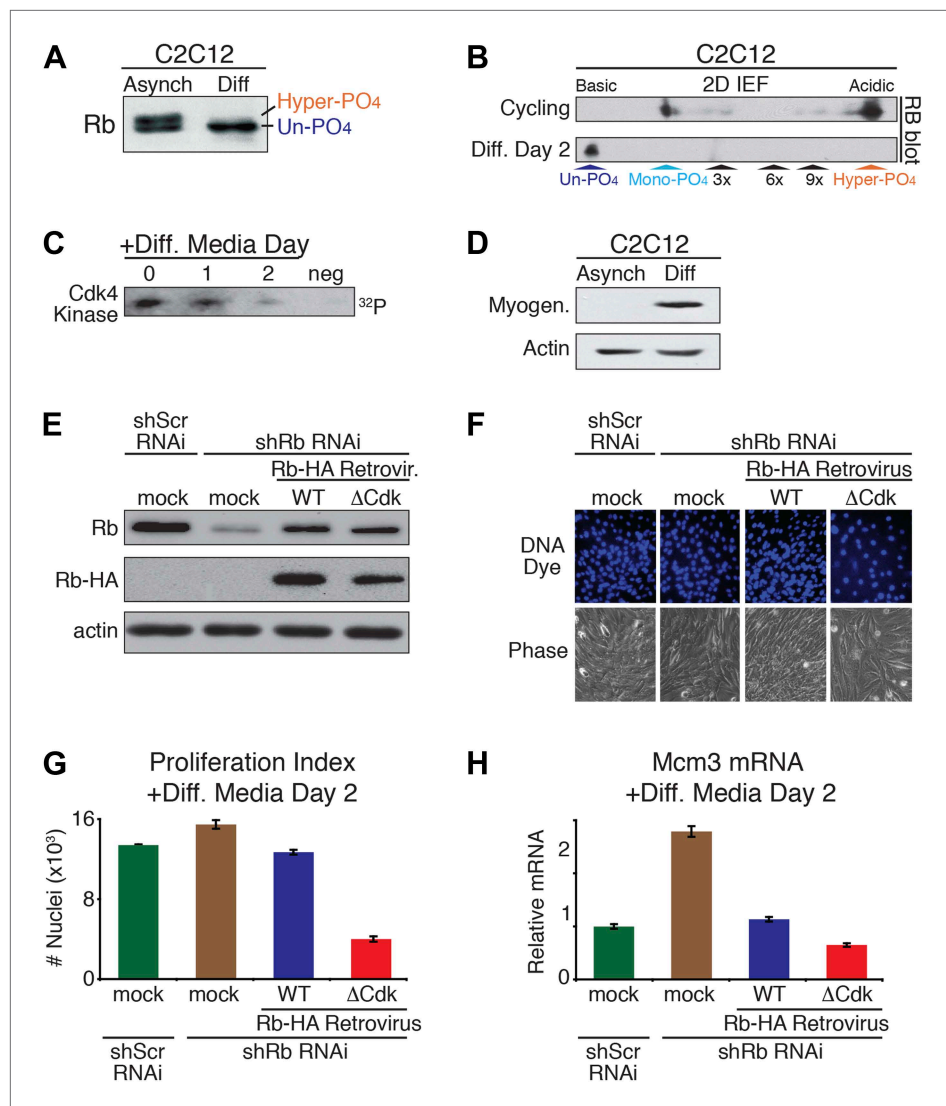 A
C2C12
Asynch Diff
Rb
Hyper-PO4
Un-PO4
B
C2C12
Basic 2D IEF Acidic
Cycling
Diff. Day 2
RB blot
Un-PO4 Mono-PO4 3x 6x 9x Hyper-PO4
C
+Diff. Media Day
0 1 2 neg
Cdk4
Kinase
32P
D
C2C12
Asynch Diff
Myogen.
Actin
E
shScr
RNAi
shRb RNAi
Rb-HA Retrovir.
mock mock WT ΔCdk
Rb
Rb-HA
actin
F
shScr
RNAi
shRb RNAi
Rb-HA Retrovirus
mock mock WT ΔCdk
DNA
Dye
Phase
G
Proliferation Index
+Diff. Media Day 2
# Nuclei (x10³)
16
8
0
mock mock WT ΔCdk
Rb-HA Retrovirus
shScr
RNAi
shRb RNAi
H
Mcm3 mRNA
+Diff. Media Day 2
Relative mRNA
2
1
0
mock mock WT ΔCdk
Rb-HA Retrovirus
shScr
RNAi
shRb RNAi